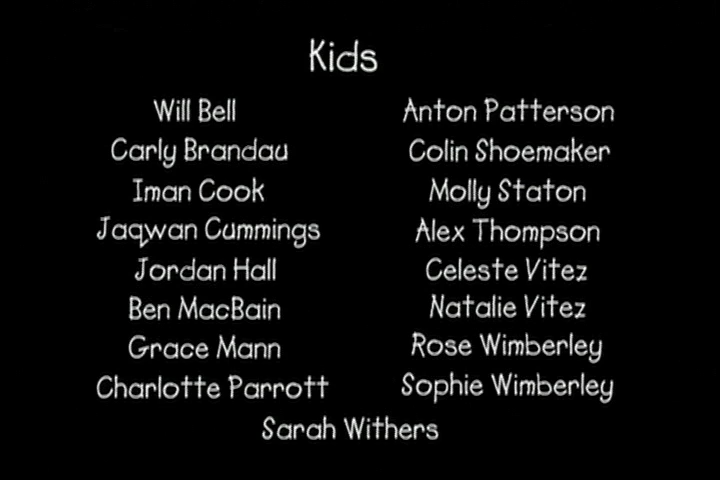 Kids
Will Bell
Carly Brandau
Iman Cook
Jaqwan Cummings
Jordan Hall
Ben MacBain
Grace Mann
Charlotte Parrott
Anton Patterson
Colin Shoemaker
Molly Staton
Alex Thompson
Celeste Vitez
Natalie Vitez
Rose Wimberley
Sophie Wimberley
Sarah Withers